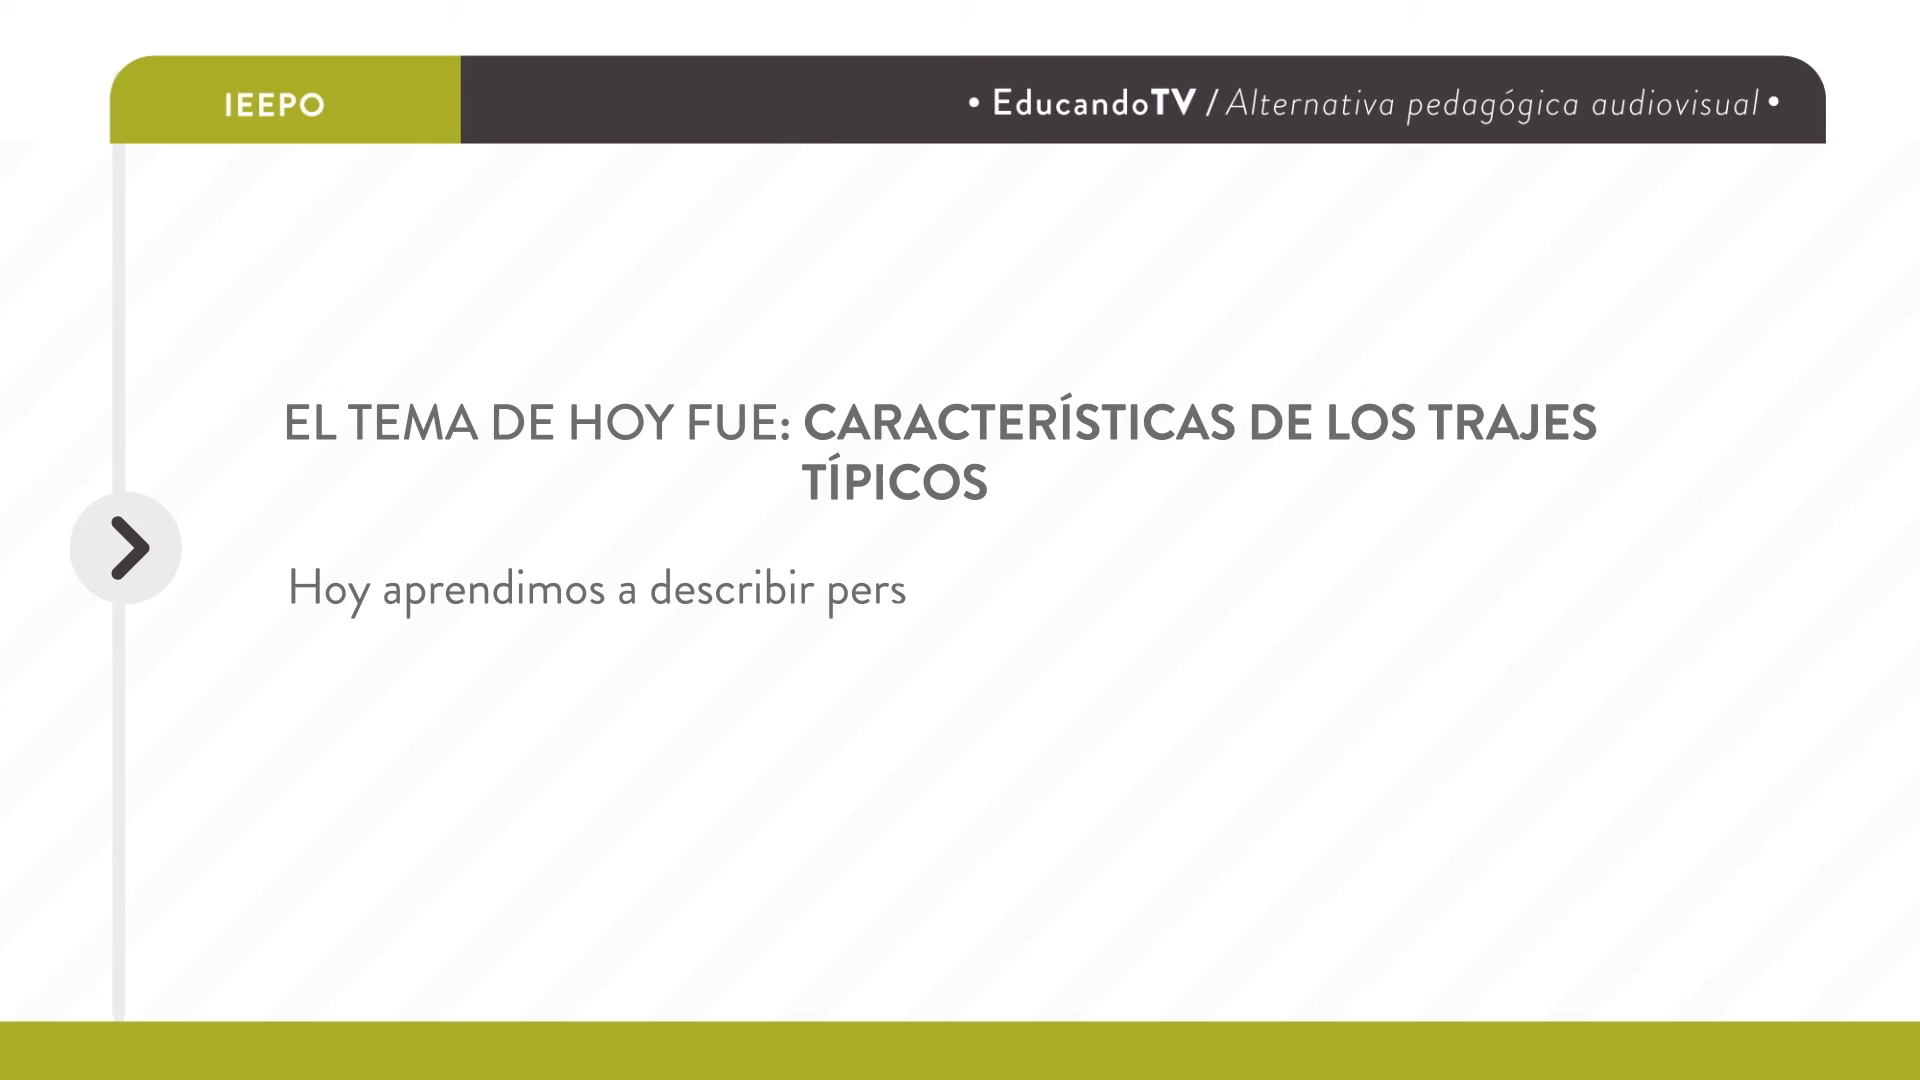 IEEPO
• EducandoTV / Alternativa pedagógica audiovisual •
EL TEMA DE HOY FUE: CARACTERÍSTICAS DE LOS TRAJES
TÍPICOS
Hoy aprendimos a describir pers